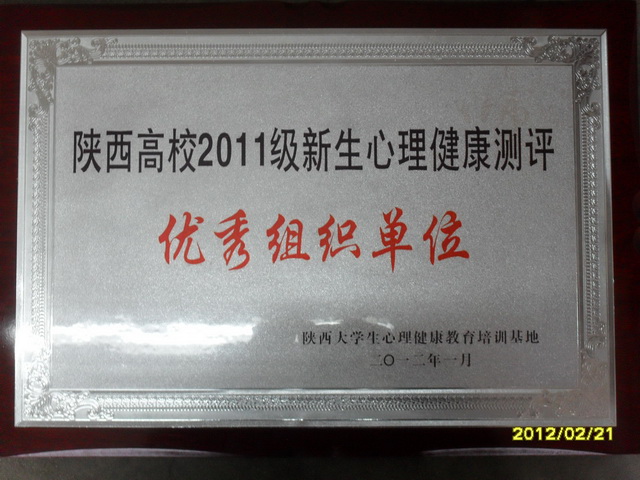 陕西高校2011级新生心理健康测评
优秀组织单位
陕西大学生心理健康教育培训基地
二〇一二年一月
2012/02/21